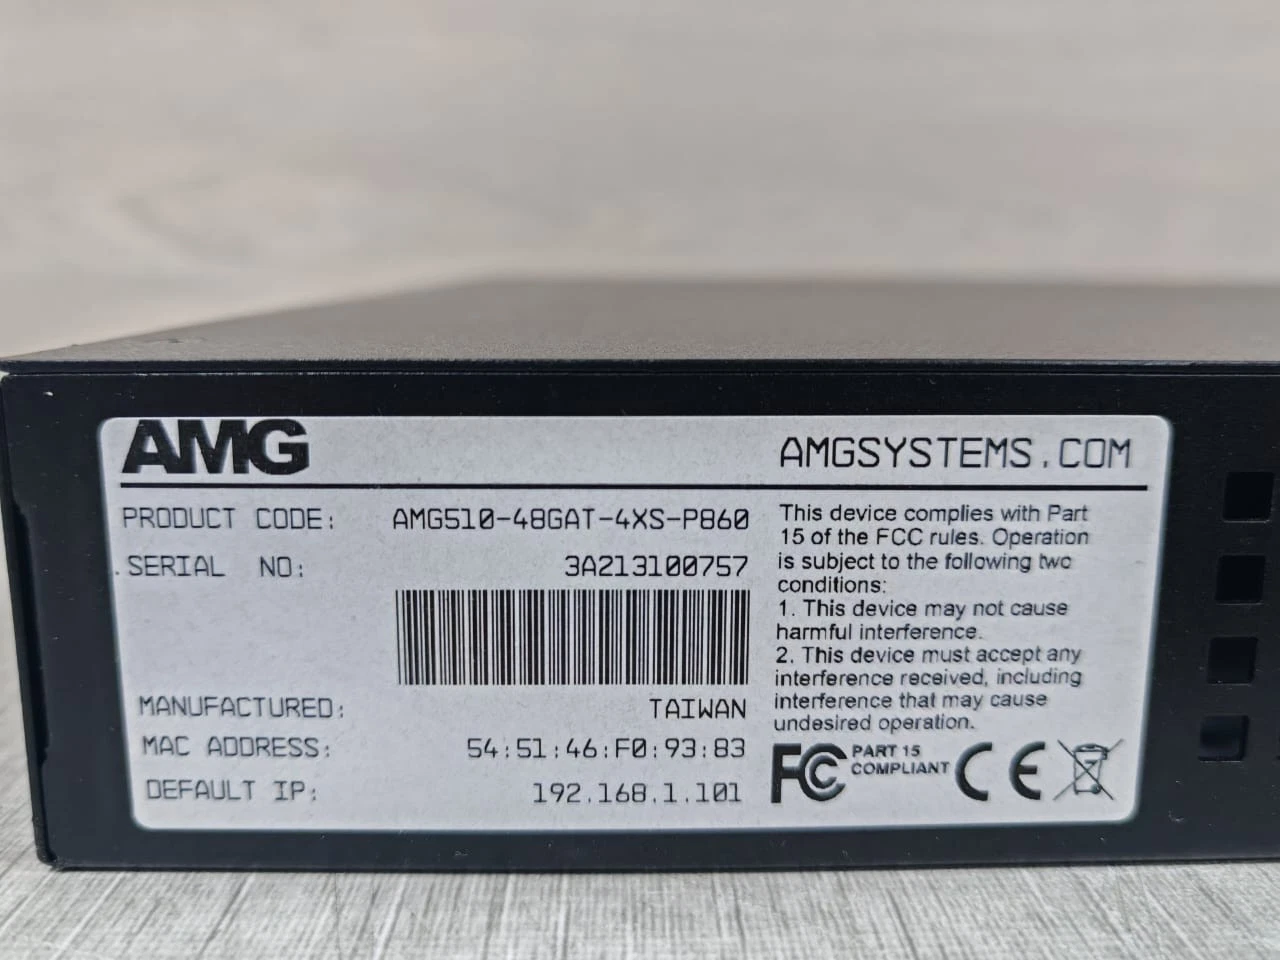 AMG
AMGSYSTEMS.COM
PRODUCT CODE: AMG510-48GAT-4XS-P860
SERIAL NO: 3A213100757
MANUFACTURED: TAIWAN
MAC ADDRESS: 54:51:46:F0:93:83
DEFAULT IP: 192.168.1.101
This device complies with Part
15 of the FCC rules. Operation
is subject to the following two
conditions:
1. This device may not cause
harmful interference.
2. This device must accept any
interference received, including
interference that may cause
undesired operation.
FC PART 15
COMPLIANT
CE